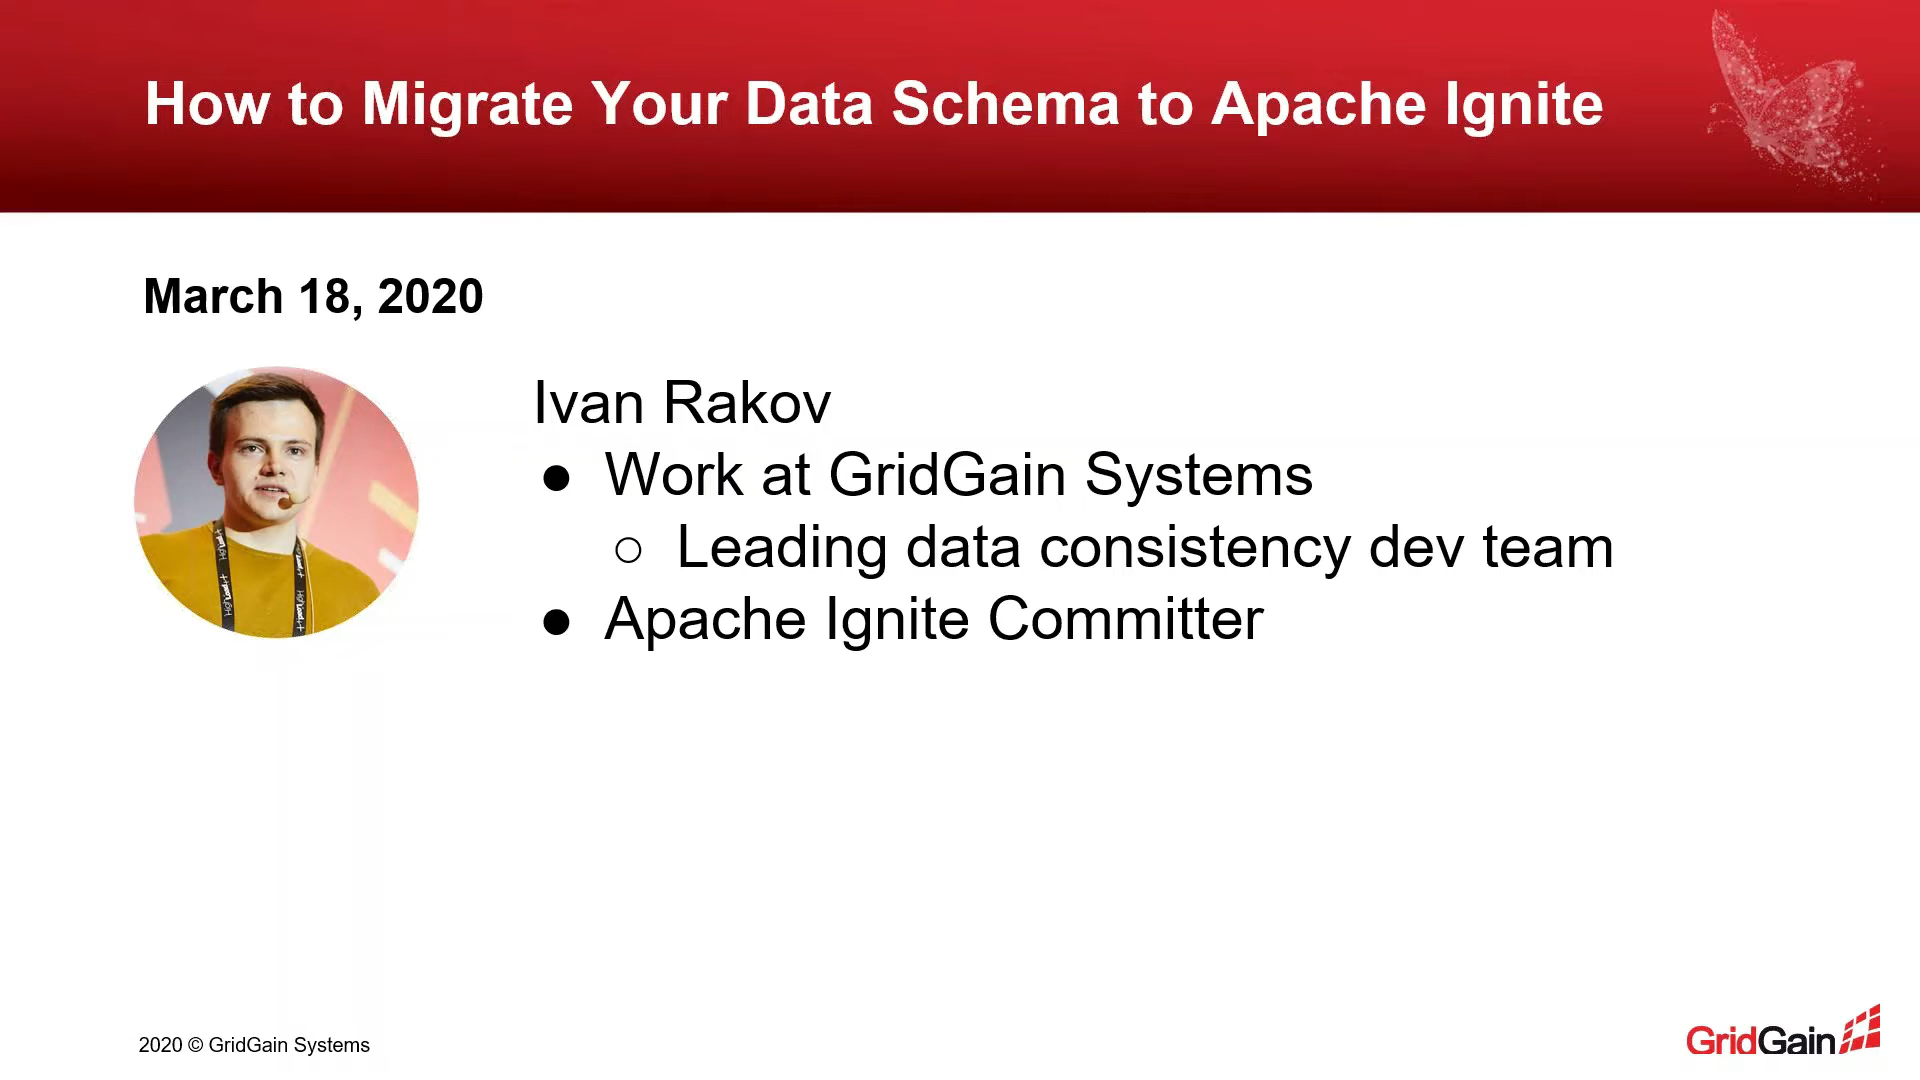 How to Migrate Your Data Schema to Apache Ignite
March 18, 2020
Ivan Rakov
● Work at GridGain Systems
○ Leading data consistency dev team
● Apache Ignite Committer
2020 © GridGain Systems
GridGain